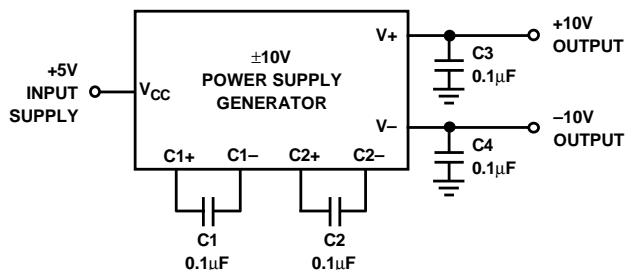 +5V
INPUT
SUPPLY
VCC
±10V
POWER SUPPLY
GENERATOR
V+
V–
C1+ C1– C2+ C2–
C1
0.1μF
C2
0.1μF
C3
0.1μF
C4
0.1μF
+10V
OUTPUT
–10V
OUTPUT